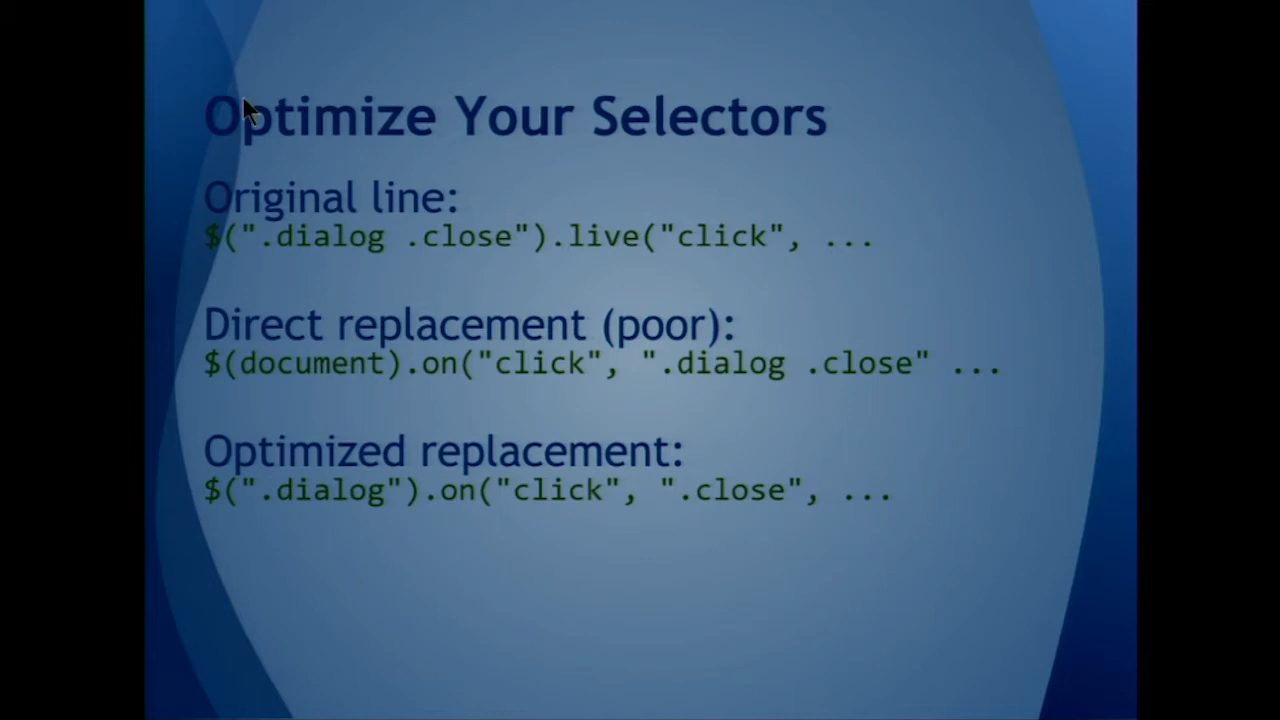 Optimize Your Selectors
Original line:
$(".dialog .close").live("click", ...
Direct replacement (poor):
$(document).on("click", ".dialog .close" ...
Optimized replacement:
$(".dialog").on("click", ".close", ...